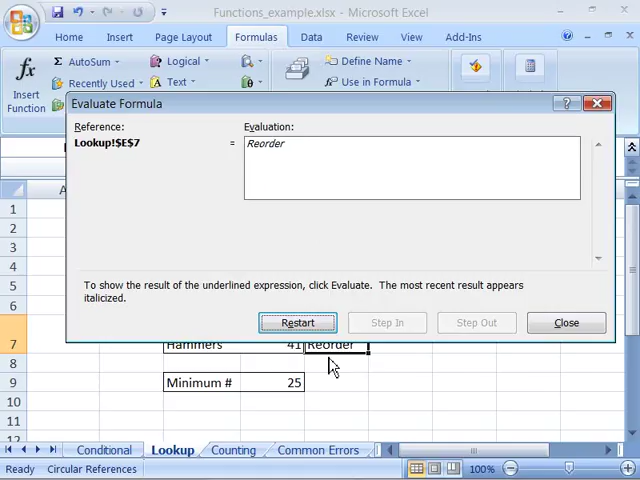 Functions_example.xlsx - Microsoft Excel
Home Insert Page Layout Formulas Data Review View Add-Ins
Σ AutoSum Logical Define Name
Recently Used Text Use in Formula
fx
Insert
Function
Evaluate Formula
Reference: Evaluation:
Lookup!$E$7 = Reorder
To show the result of the underlined expression, click Evaluate. The most recent result appears
italicized.
Restart Step In Step Out Close
A
1
2
3
4
5
6
7 Hammers 41 Reorder
8
9 Minimum # 25
10
11
12
Conditional Lookup Counting Common Errors
Ready Circular References 100%